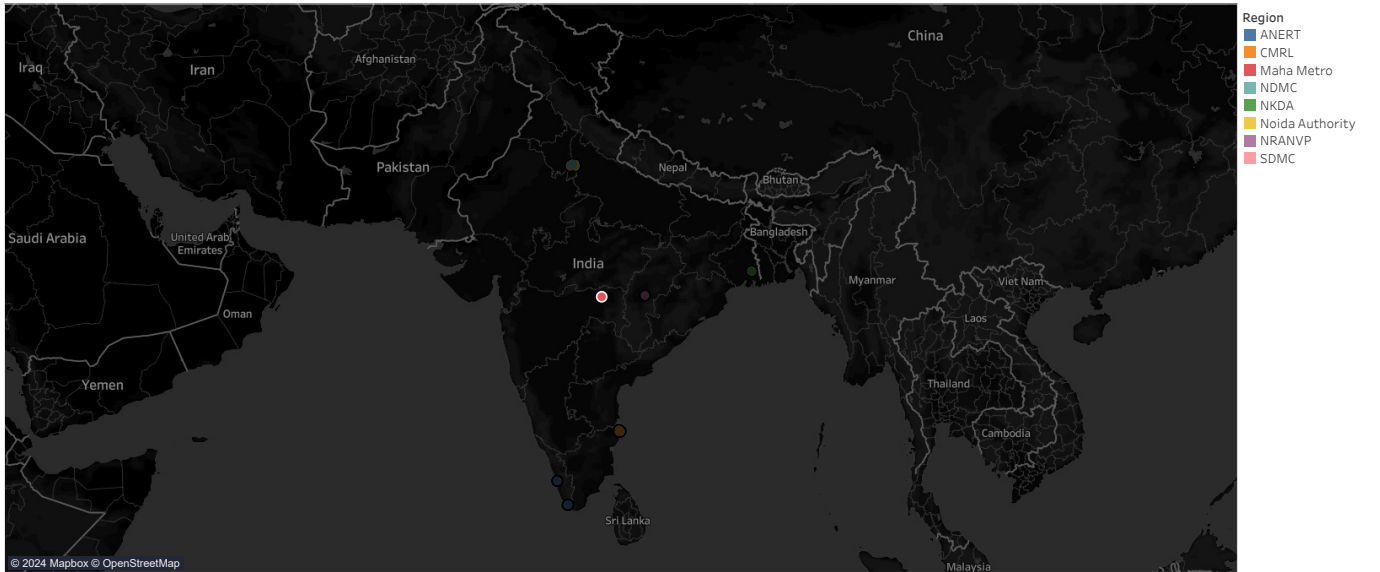 China
Iraq
Iran
Afghanistan
Pakistan
Nepal
Bhutan
Saudi Arabia
United Arab
Emirates
Bangladesh
India
Myanmar
Viet Nam
Oman
Laos
Yemen
Thailand
Cambodia
Sri Lanka
Malaysia
© 2024 Mapbox © OpenStreetMap
Region
ANERT
CMRL
Maha Metro
NDMC
NKDA
Noida Authority
NRANVP
SDMC